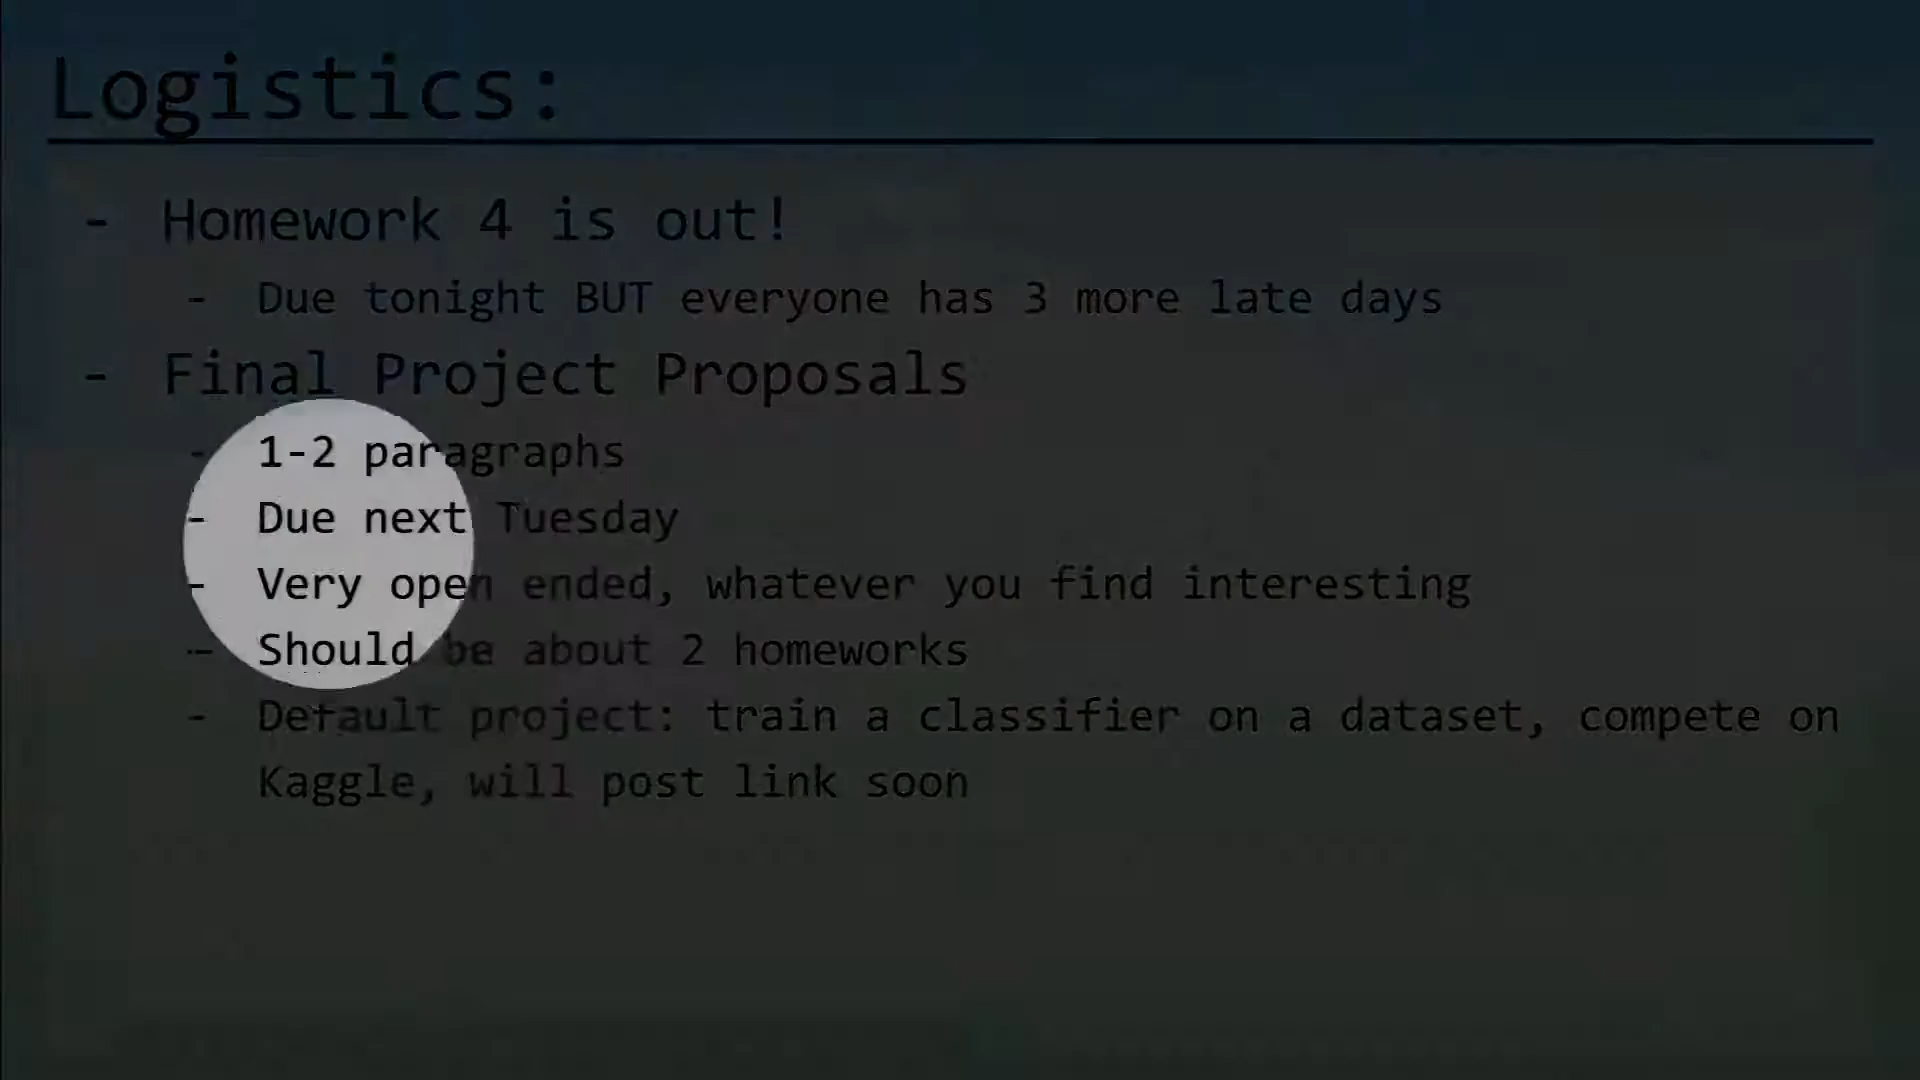 Logistics:
- Homework 4 is out!
- Due tonight BUT everyone has 3 more late days
- Final Project Proposals
- 1-2 paragraphs
- Due next Tuesday
- Very open ended, whatever you find interesting
- Should be about 2 homeworks
- Default project: train a classifier on a dataset, compete on
Kaggle, will post link soon